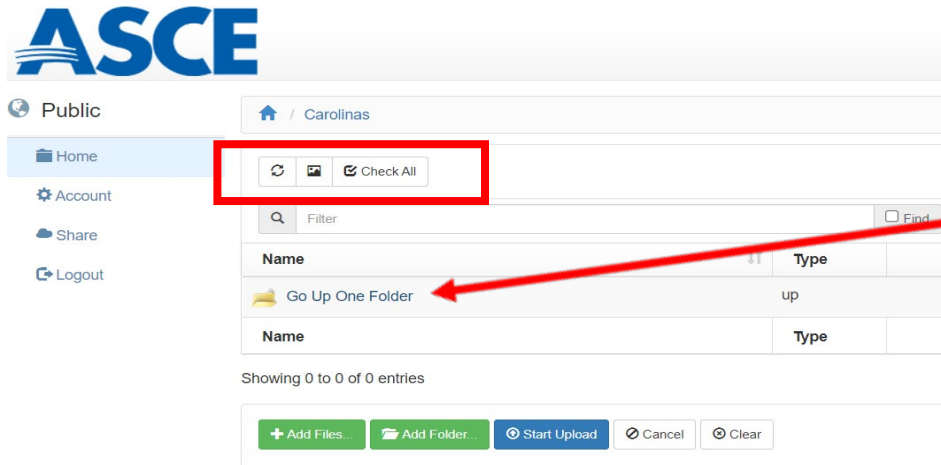 ASCE
Public
Home
Account
Share
Logout
/ Carolinas
Check All
Filter
Find
Name Type
Go Up One Folder up
Name Type
Showing 0 to 0 of 0 entries
+ Add Files... Add Folder... Start Upload Cancel Clear